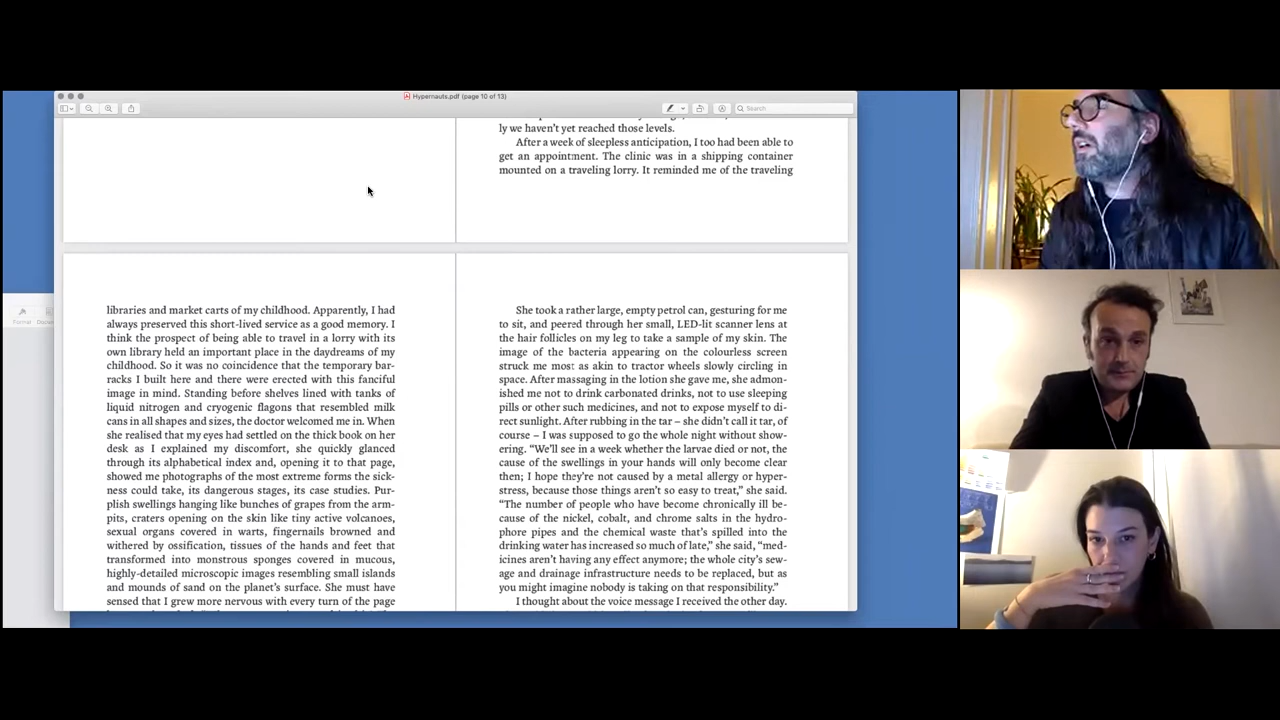 Hypernauts.pdf (page 10 of 13)
Search
ly we haven't yet reached those levels.
After a week of sleepless anticipation, I too had been able to
get an appointment. The clinic was in a shipping container
mounted on a traveling lorry. It reminded me of the traveling
libraries and market carts of my childhood. Apparently, I had
always preserved this short-lived service as a good memory. I
think the prospect of being able to travel in a lorry with its
own library held an important place in the daydreams of my
childhood. So it was no coincidence that the temporary bar-
racks I built here and there were erected with this fanciful
image in mind. Standing before shelves lined with tanks of
liquid nitrogen and cryogenic flagons that resembled milk
cans in all shapes and sizes, the doctor welcomed me in. When
she realised that my eyes had settled on the thick book on her
desk as I explained my discomfort, she quickly glanced
through its alphabetical index and, opening it to that page,
showed me photographs of the most extreme forms the sick-
ness could take, its dangerous stages, its case studies. Pur-
plish swellings hanging like bunches of grapes from the arm-
pits, craters opening on the skin like tiny active volcanoes,
sexual organs covered in warts, fingernails browned and
withered by ossification, tissues of the hands and feet that
transformed into monstrous sponges covered in mucous,
highly-detailed microscopic images resembling small islands
and mounds of sand on the planet's surface. She must have
sensed that I grew more nervous with every turn of the page
She took a rather large, empty petrol can, gesturing for me
to sit, and peered through her small, LED-lit scanner lens at
the hair follicles on my leg to take a sample of my skin. The
image of the bacteria appearing on the colourless screen
struck me most as akin to tractor wheels slowly circling in
space. After massaging in the lotion she gave me, she admon-
ished me not to drink carbonated drinks, not to use sleeping
pills or other such medicines, and not to expose myself to di-
rect sunlight. After rubbing in the tar – she didn't call it tar, of
course – I was supposed to go the whole night without show-
ering. “We'll see in a week whether the larvae died or not, the
cause of the swellings in your hands will only become clear
then; I hope they're not caused by a metal allergy or hyper-
stress, because those things aren't so easy to treat,” she said.
“The number of people who have become chronically ill be-
cause of the nickel, cobalt, and chrome salts in the hydro-
phore pipes and the chemical waste that's spilled into the
drinking water has increased so much of late,” she said, “med-
icines aren't having any effect anymore; the whole city's sew-
age and drainage infrastructure needs to be replaced, but as
you might imagine nobody is taking on that responsibility.”
I thought about the voice message I received the other day.
Format